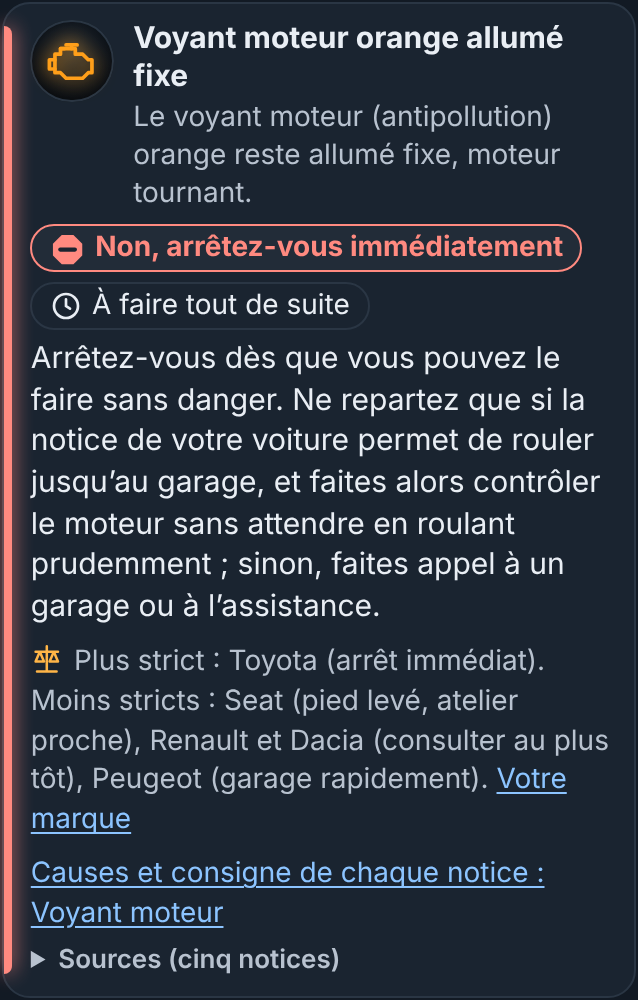 Voyant moteur orange allumé
fixe
Le voyant moteur (antipollution)
orange reste allumé fixe, moteur
tournant.
Non, arrêtez-vous immédiatement
À faire tout de suite
Arrêtez-vous dès que vous pouvez le
faire sans danger. Ne repartez que si la
notice de votre voiture permet de rouler
jusqu’au garage, et faites alors contrôler
le moteur sans attendre en roulant
prudemment ; sinon, faites appel à un
garage ou à l’assistance.
Plus strict : Toyota (arrêt immédiat).
Moins stricts : Seat (pied levé, atelier
proche), Renault et Dacia (consulter au plus
tôt), Peugeot (garage rapidement). Votre
marque
Causes et consigne de chaque notice :
Voyant moteur
Sources (cinq notices)